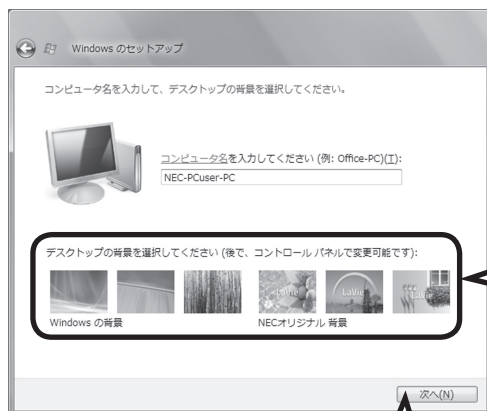 Windows のセットアップ
コンピュータ名を入力して、デスクトップの背景を選択してください。
コンピュータ名を入力してください (例: Office-PC)(T):
NEC-PCuser-PC
デスクトップの背景を選択してください (後で、コントロール パネルで変更可能です):
LaVie LaVie LaVie
Windows の背景 NECオリジナル 背景
次へ(N)